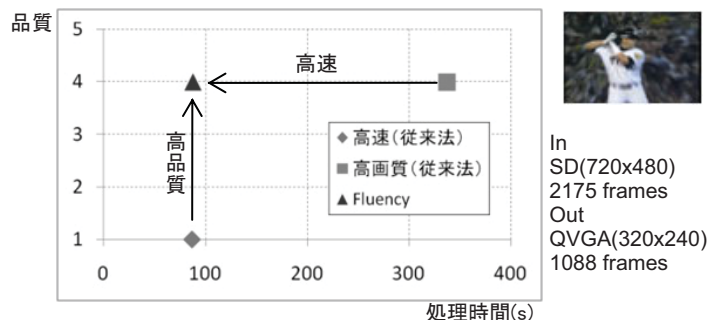 品質
5
4
3
2
1
0
100
200
300
400
処理時間(s)
高速
高品質
◆ 高速(従来法)
■ 高画質(従来法)
▲ Fluency
In
SD(720x480)
2175 frames
Out
QVGA(320x240)
1088 frames